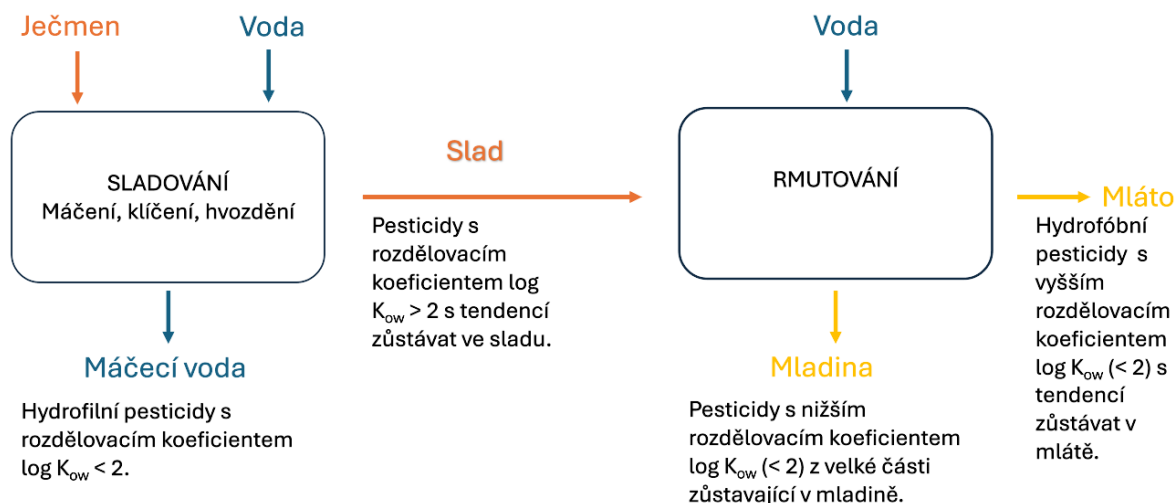 Ječmen
Voda
SLADOVÁNÍ
Máčení, klíčení, hvozdění
Máčecí voda
Hydrofilní pesticidy s
rozdělovacím koeficientem
log Kow < 2.
Slad
Pesticidy s
rozdělovacím
koeficientem log
Kow > 2 s tendencí
zůstávat ve sladu.
Voda
RMUTOVÁNÍ
Mladina
Pesticidy s nižším
rozdělovacím koeficientem
log Kow (< 2) z velké části
zůstavající v mladině.
Mláto
Hydrofóbní
pesticidy s
vyšším
rozdělovacím
koeficientem
log Kow (< 2) s
tendencí
zůstávat v
mlátě.